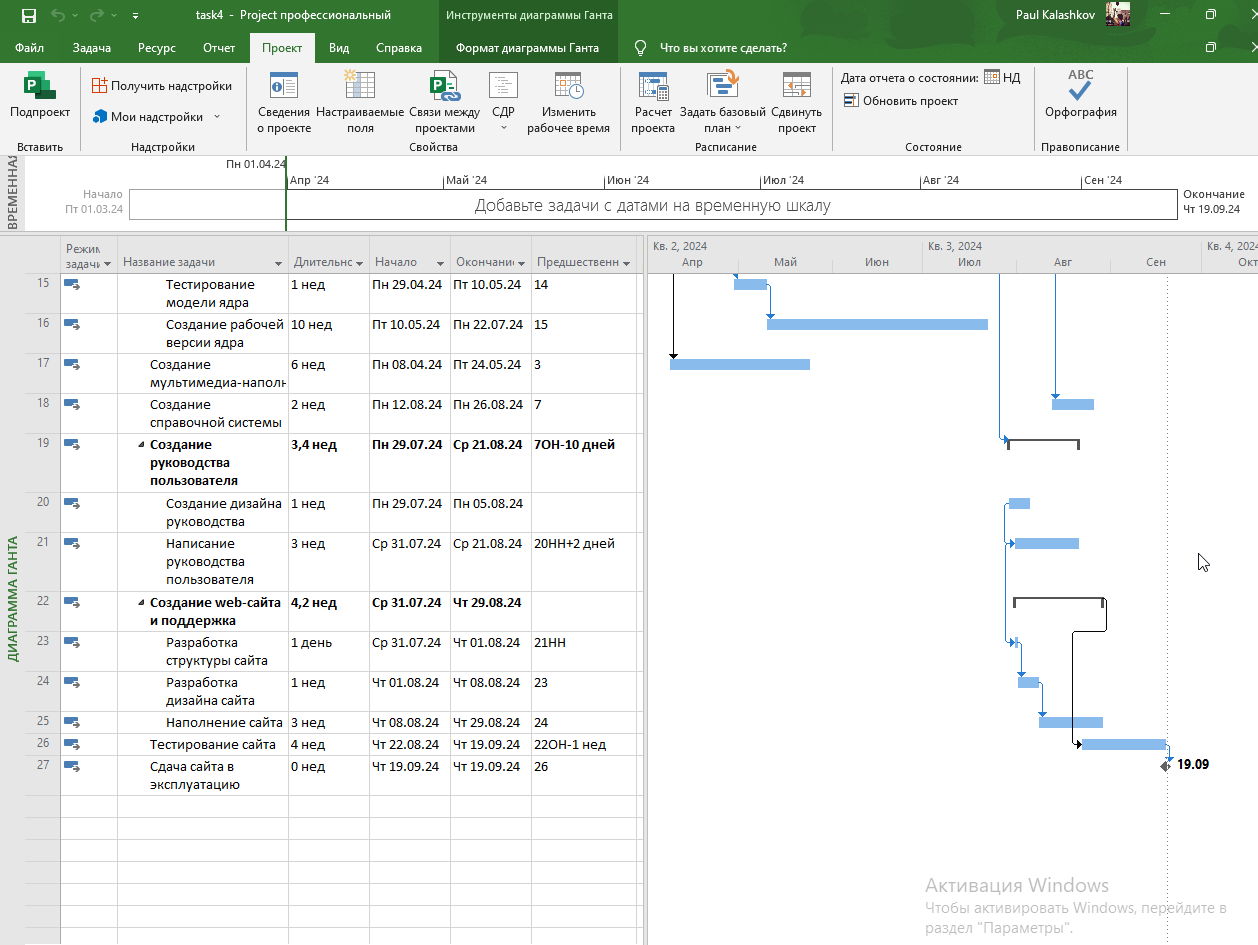 task4 - Project профессиональный
Инструменты диаграммы Ганта
Paul Kalashkov
Файл
Задача
Ресурс
Отчет
Проект
Вид
Справка
Формат диаграммы Ганта
Что вы хотите сделать?
Подпроект
Вставить
Получить надстройки
Мои надстройки
Надстройки
Сведения
о проекте
Настраиваемые
поля
Связи между
проектами
СДР
Изменить
рабочее время
Свойства
Расчет
проекта
Задать базовый
план
Сдвинуть
проект
Расписание
Дата отчета о состоянии: НД
Обновить проект
Состояние
ABC
Орфография
Правописание
ВРЕМЕННАЯ
Пн 01.04.24
Апр '24
Май '24
Июн '24
Июл '24
Авг '24
Сен '24
Начало
Пт 01.03.24
Добавьте задачи с датами на временную шкалу
Окончание
Чт 19.09.24
ДИАГРАММА ГАНТА
Режим
задачи
Название задачи
Длительнс
Начало
Окончани
Предшественн
Кв. 2, 2024
Кв. 3, 2024
Кв. 4, 2024
Апр
Май
Июн
Июл
Авг
Сен
Окт
15 Тестирование 1 нед Пн 29.04.24 Пт 10.05.24 14
модели ядра
16 Создание рабочей 10 нед Пт 10.05.24 Пн 22.07.24 15
версии ядра
17 Создание 6 нед Пн 08.04.24 Пт 24.05.24 3
мультимедиа-наполн
18 Создание 2 нед Пн 12.08.24 Пн 26.08.24 7
справочной системы
19 Создание 3,4 нед Пн 29.07.24 Ср 21.08.24 7ОН-10 дней
руководства
пользователя
20 Создание дизайна 1 нед Пн 29.07.24 Пн 05.08.24
руководства
21 Написание 3 нед Ср 31.07.24 Ср 21.08.24 20НН+2 дней
руководства
пользователя
22 Создание web-сайта 4,2 нед Ср 31.07.24 Чт 29.08.24
и поддержка
23 Разработка 1 день Ср 31.07.24 Чт 01.08.24 21НН
структуры сайта
24 Разработка 1 нед Чт 01.08.24 Чт 08.08.24 23
дизайна сайта
25 Наполнение сайта 3 нед Чт 08.08.24 Чт 29.08.24 24
26 Тестирование сайта 4 нед Чт 22.08.24 Чт 19.09.24 22ОН-1 нед
27 Сдача сайта в 0 нед Чт 19.09.24 Чт 19.09.24 26
эксплуатацию
19.09
Активация Windows
Чтобы активировать Windows, перейдите в
раздел "Параметры".